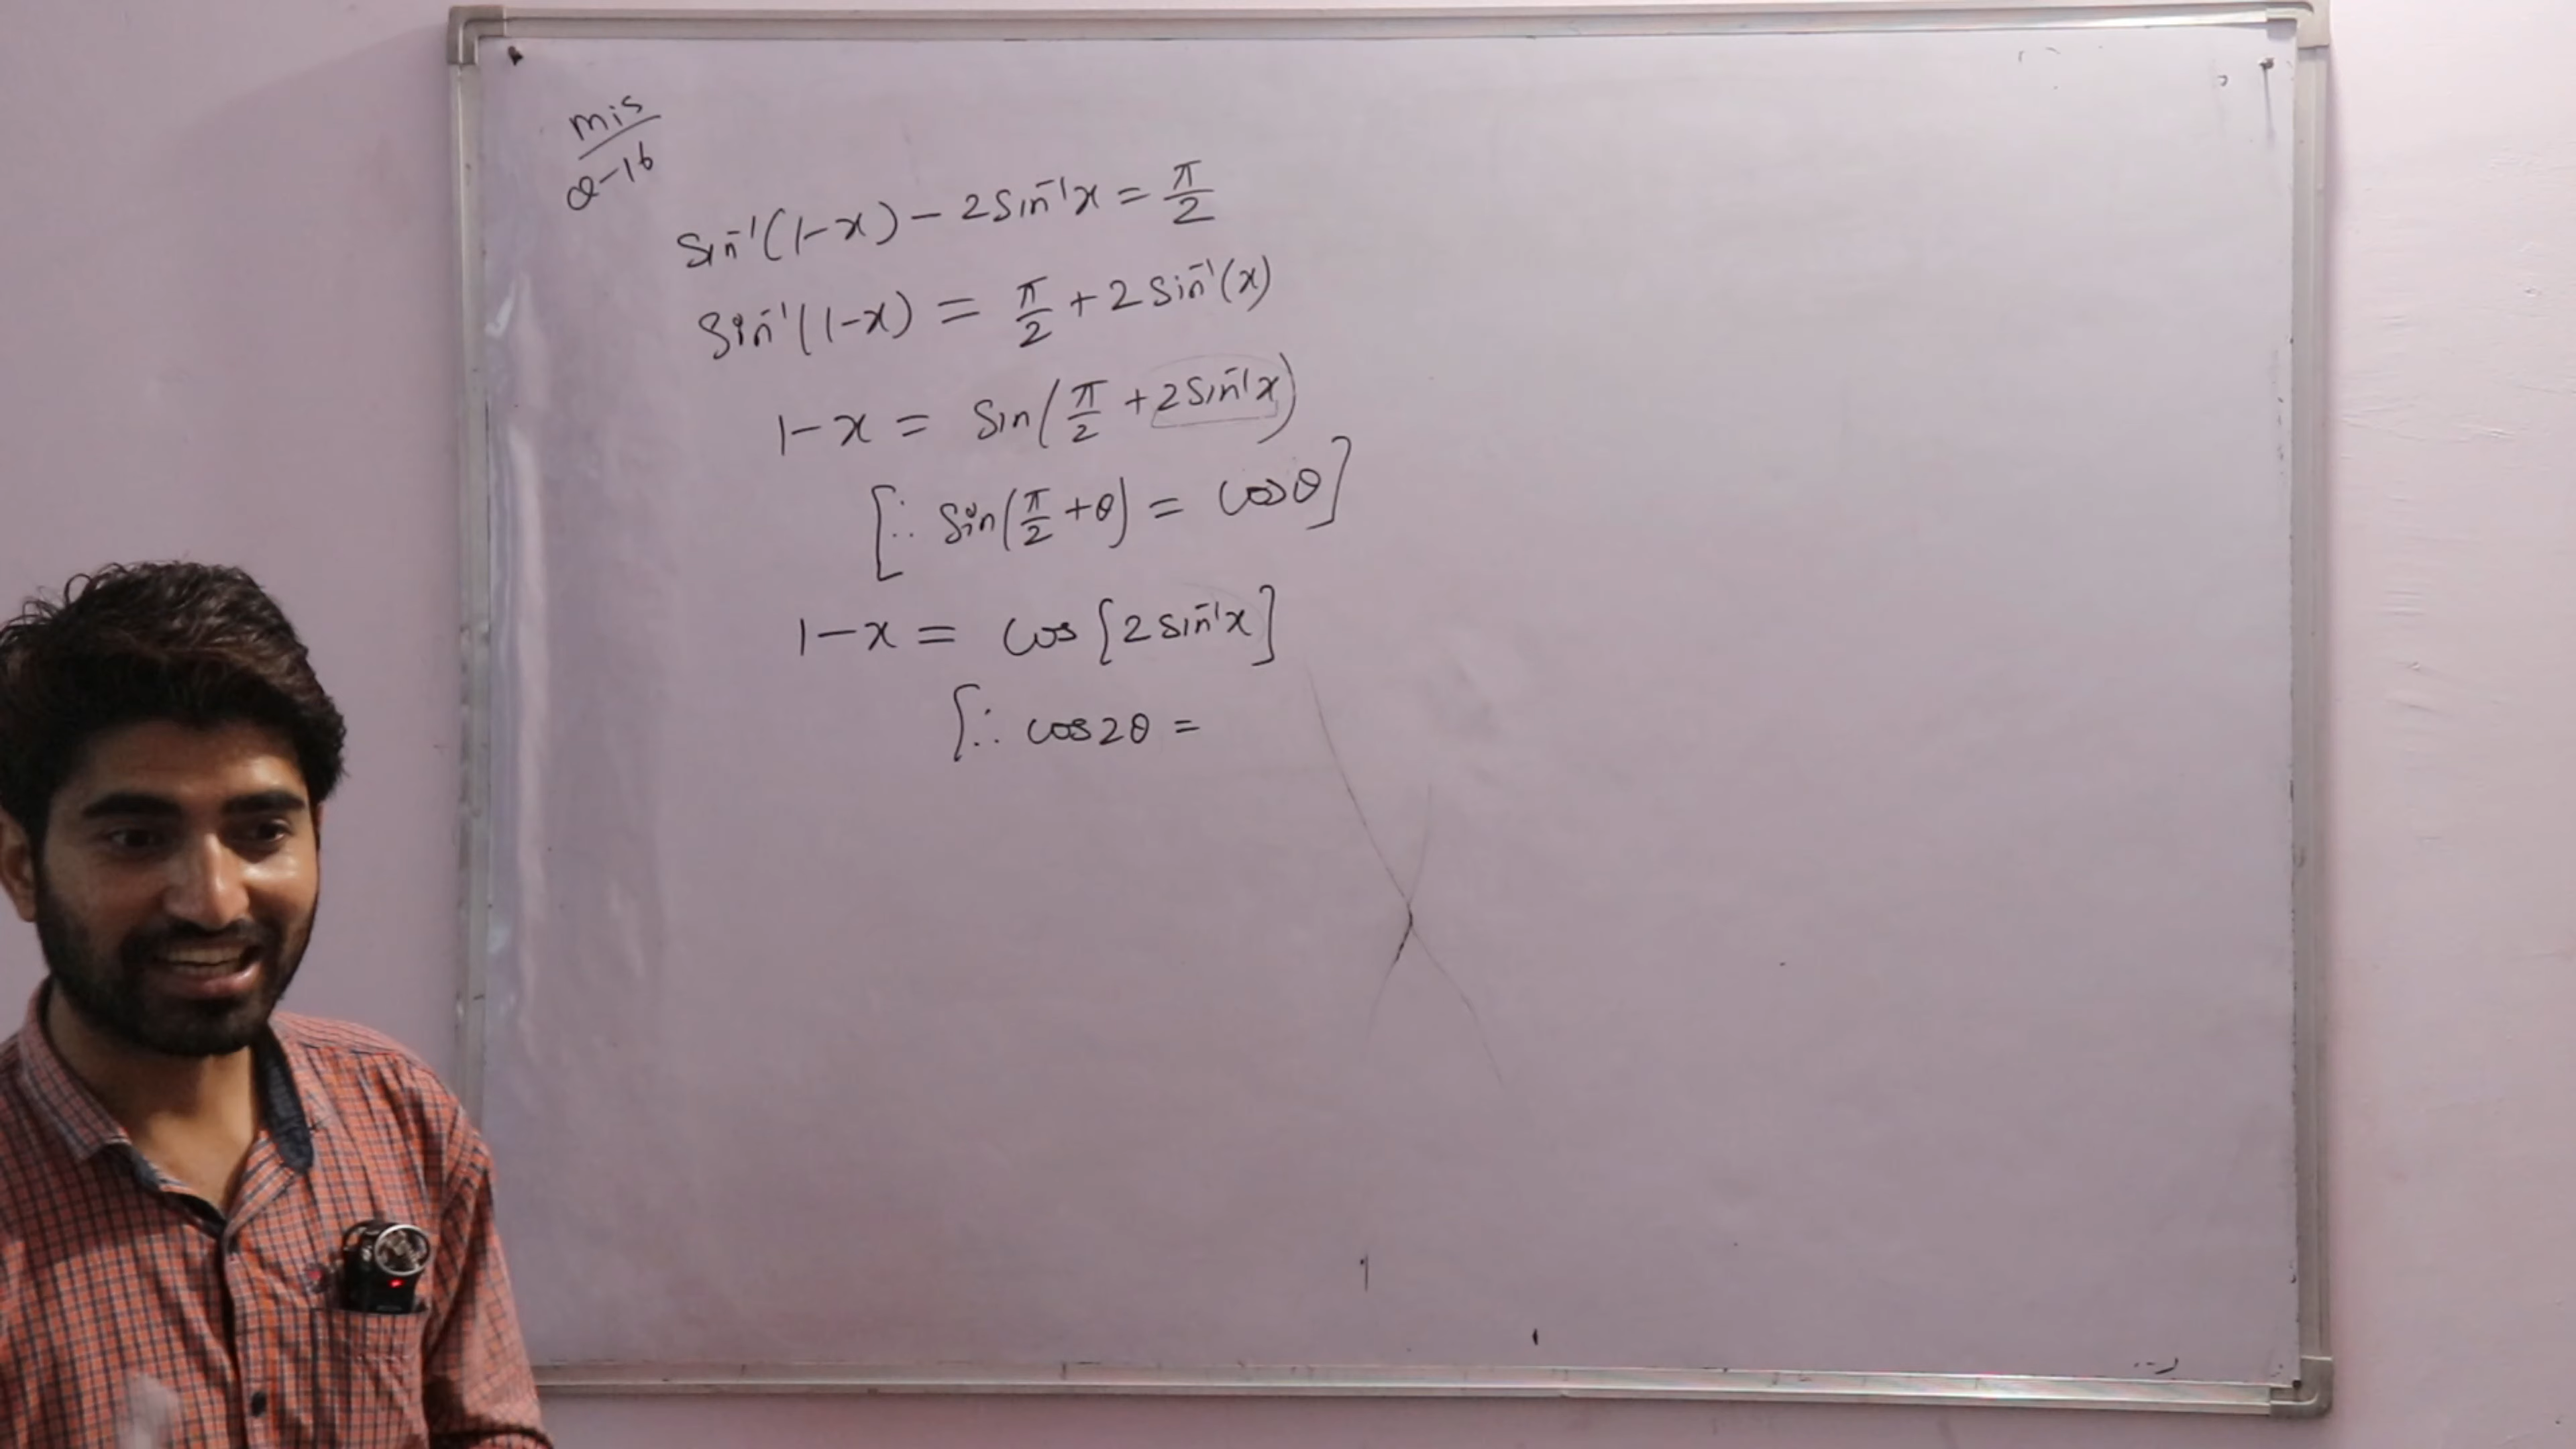 mis
Q-16
sin⁻¹(1-x) - 2sin⁻¹x = π/2
sin⁻¹(1-x) = π/2 + 2sin⁻¹(x)
1-x = sin(π/2 + 2sin⁻¹x)
[∵ sin(π/2 + θ) = cosθ]
1-x = cos[2sin⁻¹x]
[∵ cos2θ =